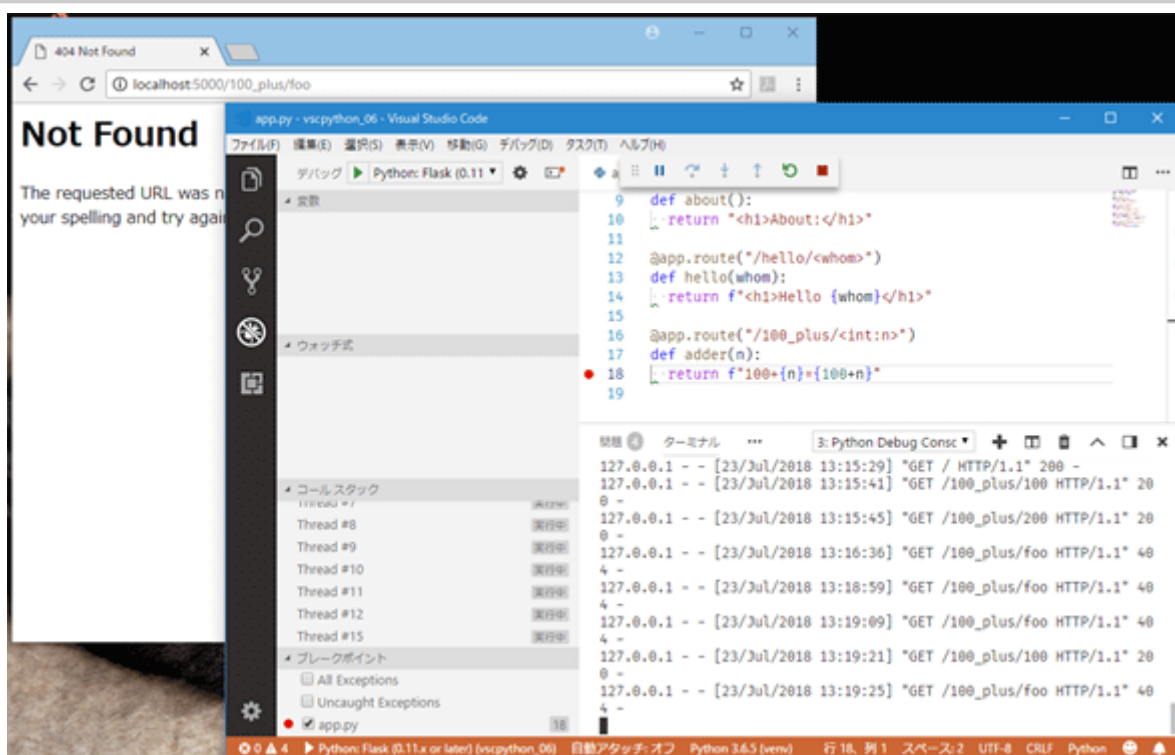 404 Not Found
localhost:5000/100_plus/foo
Not Found
The requested URL was n
your spelling and try again
app.py - vscpython_06 - Visual Studio Code
ファイル(F) 編集(E) 選択(S) 表示(V) 移動(G) デバッグ(D) タスク(T) ヘルプ(H)
デバッグ Python: Flask (0.11
変数
ウォッチ式
コール スタック
Thread #7 実行中
Thread #8 実行中
Thread #9 実行中
Thread #10 実行中
Thread #11 実行中
Thread #12 実行中
Thread #15 実行中
ブレークポイント
All Exceptions
Uncaught Exceptions
app.py 18
9 def about():
10 return "<h1>About:</h1>"
11
12 @app.route("/hello/<whom>")
13 def hello(whom):
14 return f"<h1>Hello {whom}</h1>"
15
16 @app.route("/100_plus/<int:n>")
17 def adder(n):
18 return f"100+{n}={100+n}"
19
問題 4 ターミナル ... 3: Python Debug Consc
127.0.0.1 - - [23/Jul/2018 13:15:29] "GET / HTTP/1.1" 200 -
127.0.0.1 - - [23/Jul/2018 13:15:41] "GET /100_plus/100 HTTP/1.1" 20
0 -
127.0.0.1 - - [23/Jul/2018 13:15:45] "GET /100_plus/200 HTTP/1.1" 20
0 -
127.0.0.1 - - [23/Jul/2018 13:16:36] "GET /100_plus/foo HTTP/1.1" 40
4 -
127.0.0.1 - - [23/Jul/2018 13:18:59] "GET /100_plus/foo HTTP/1.1" 40
4 -
127.0.0.1 - - [23/Jul/2018 13:19:09] "GET /100_plus/foo HTTP/1.1" 40
4 -
127.0.0.1 - - [23/Jul/2018 13:19:21] "GET /100_plus/100 HTTP/1.1" 20
0 -
127.0.0.1 - - [23/Jul/2018 13:19:25] "GET /100_plus/foo HTTP/1.1" 40
4 -
0 4 Python: Flask (0.11.x or later) (vscpython_06) 自動アタッチ: オフ Python 3.6.5 (venv) 行 18、列 1 スペース: 2 UTF-8 CRLF Python